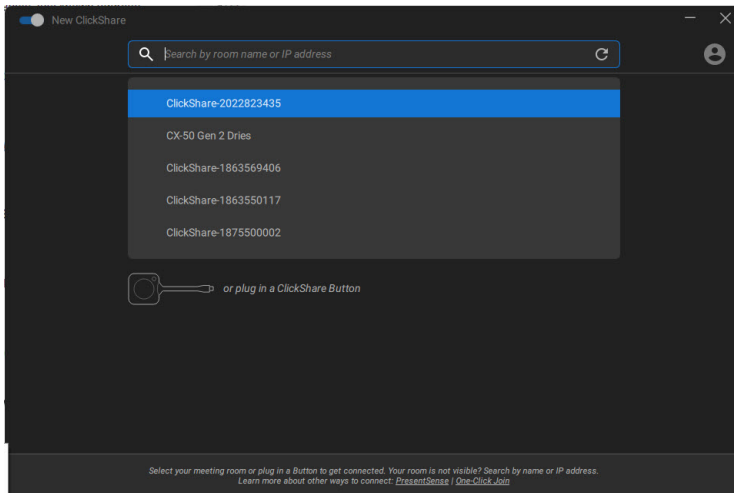 New ClickShare
Search by room name or IP address
ClickShare-2022823435
CX-50 Gen 2 Dries
ClickShare-1863569406
ClickShare-1863550117
ClickShare-1875500002
or plug in a ClickShare Button
Select your meeting room or plug in a Button to get connected. Your room is not visible? Search by name or IP address.
Learn more about other ways to connect: PresentSense | One-Click Join